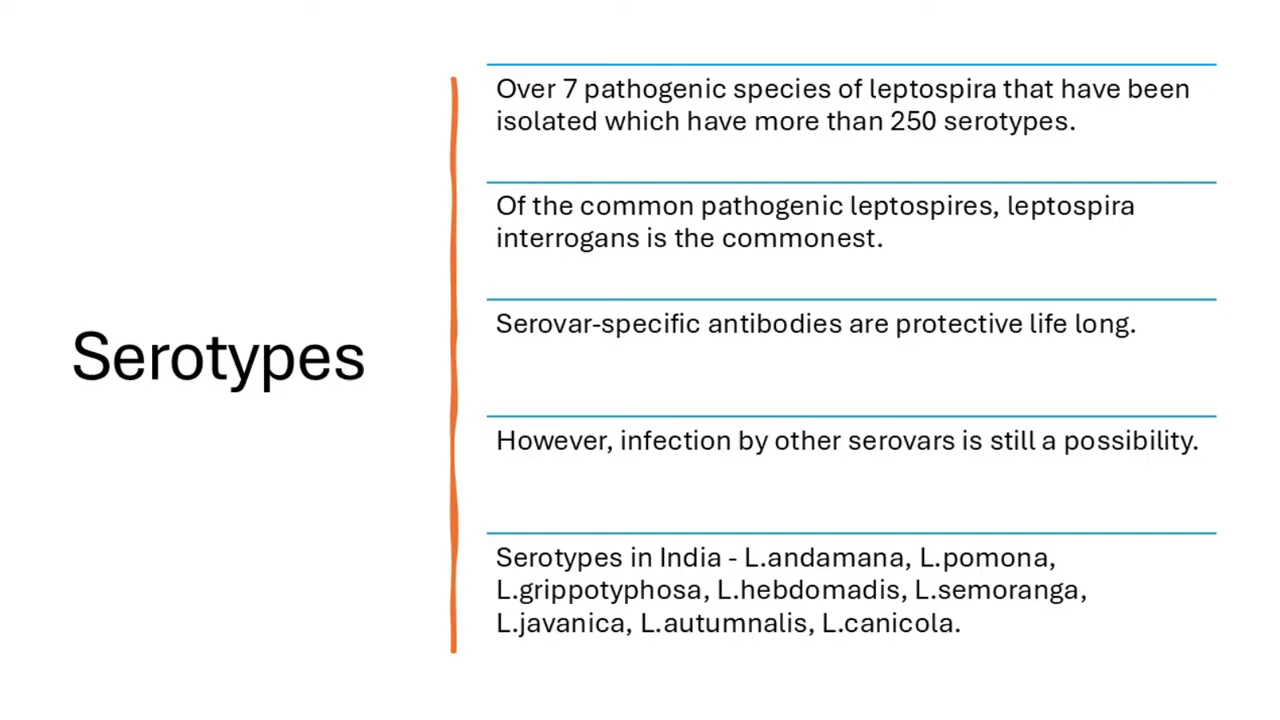 Serotypes
Over 7 pathogenic species of leptospira that have been
isolated which have more than 250 serotypes.
Of the common pathogenic leptospires, leptospira
interrogans is the commonest.
Serovar-specific antibodies are protective life long.
However, infection by other serovars is still a possibility.
Serotypes in India - L.andamana, L.pomona,
L.grippotyphosa, L.hebdomadis, L.semoranga,
L.javanica, L.autumnalis, L.canicola.